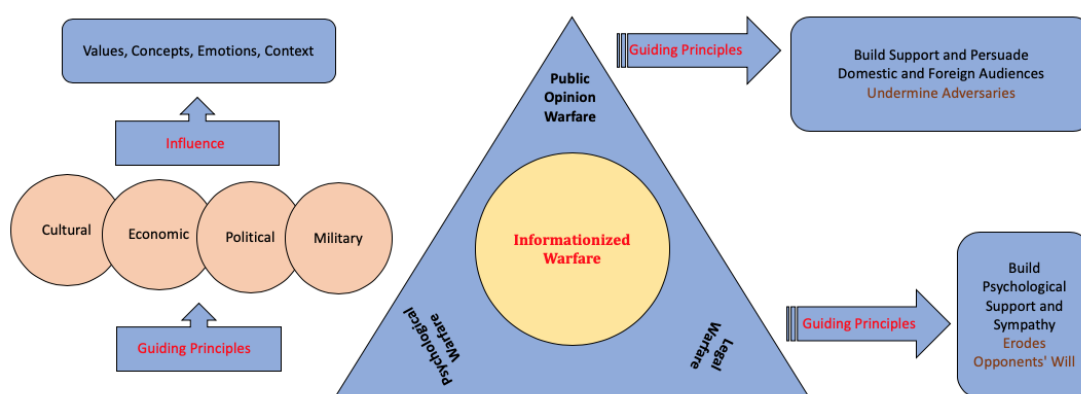 Values, Concepts, Emotions, Context
Influence
Cultural
Economic
Political
Military
Guiding Principles
Public
Opinion
Warfare
Informationized
Warfare
Psychological
Warfare
Legal
Warfare
Guiding Principles
Build Support and Persuade
Domestic and Foreign Audiences
Undermine Adversaries
Guiding Principles
Build
Psychological
Support and
Sympathy
Erodes
Opponents' Will